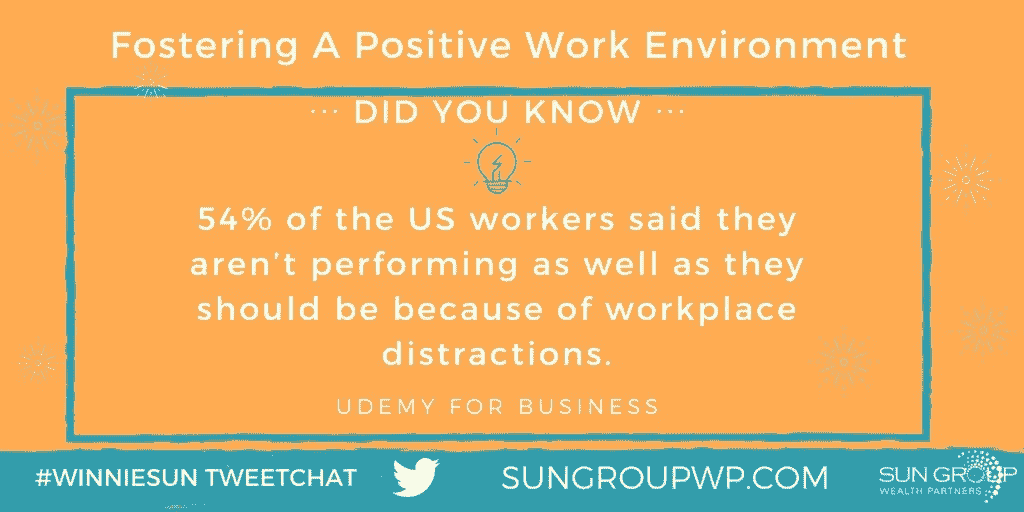 Fostering A Positive Work Environment
··· DID YOU KNOW ···
54% of the US workers said they
aren't performing as well as they
should be because of workplace
distractions.
UDEMY FOR BUSINESS
#WINNIESUN TWEETCHAT
SUNGROUPWP.COM
SUN GROUP
WEALTH PARTNERS